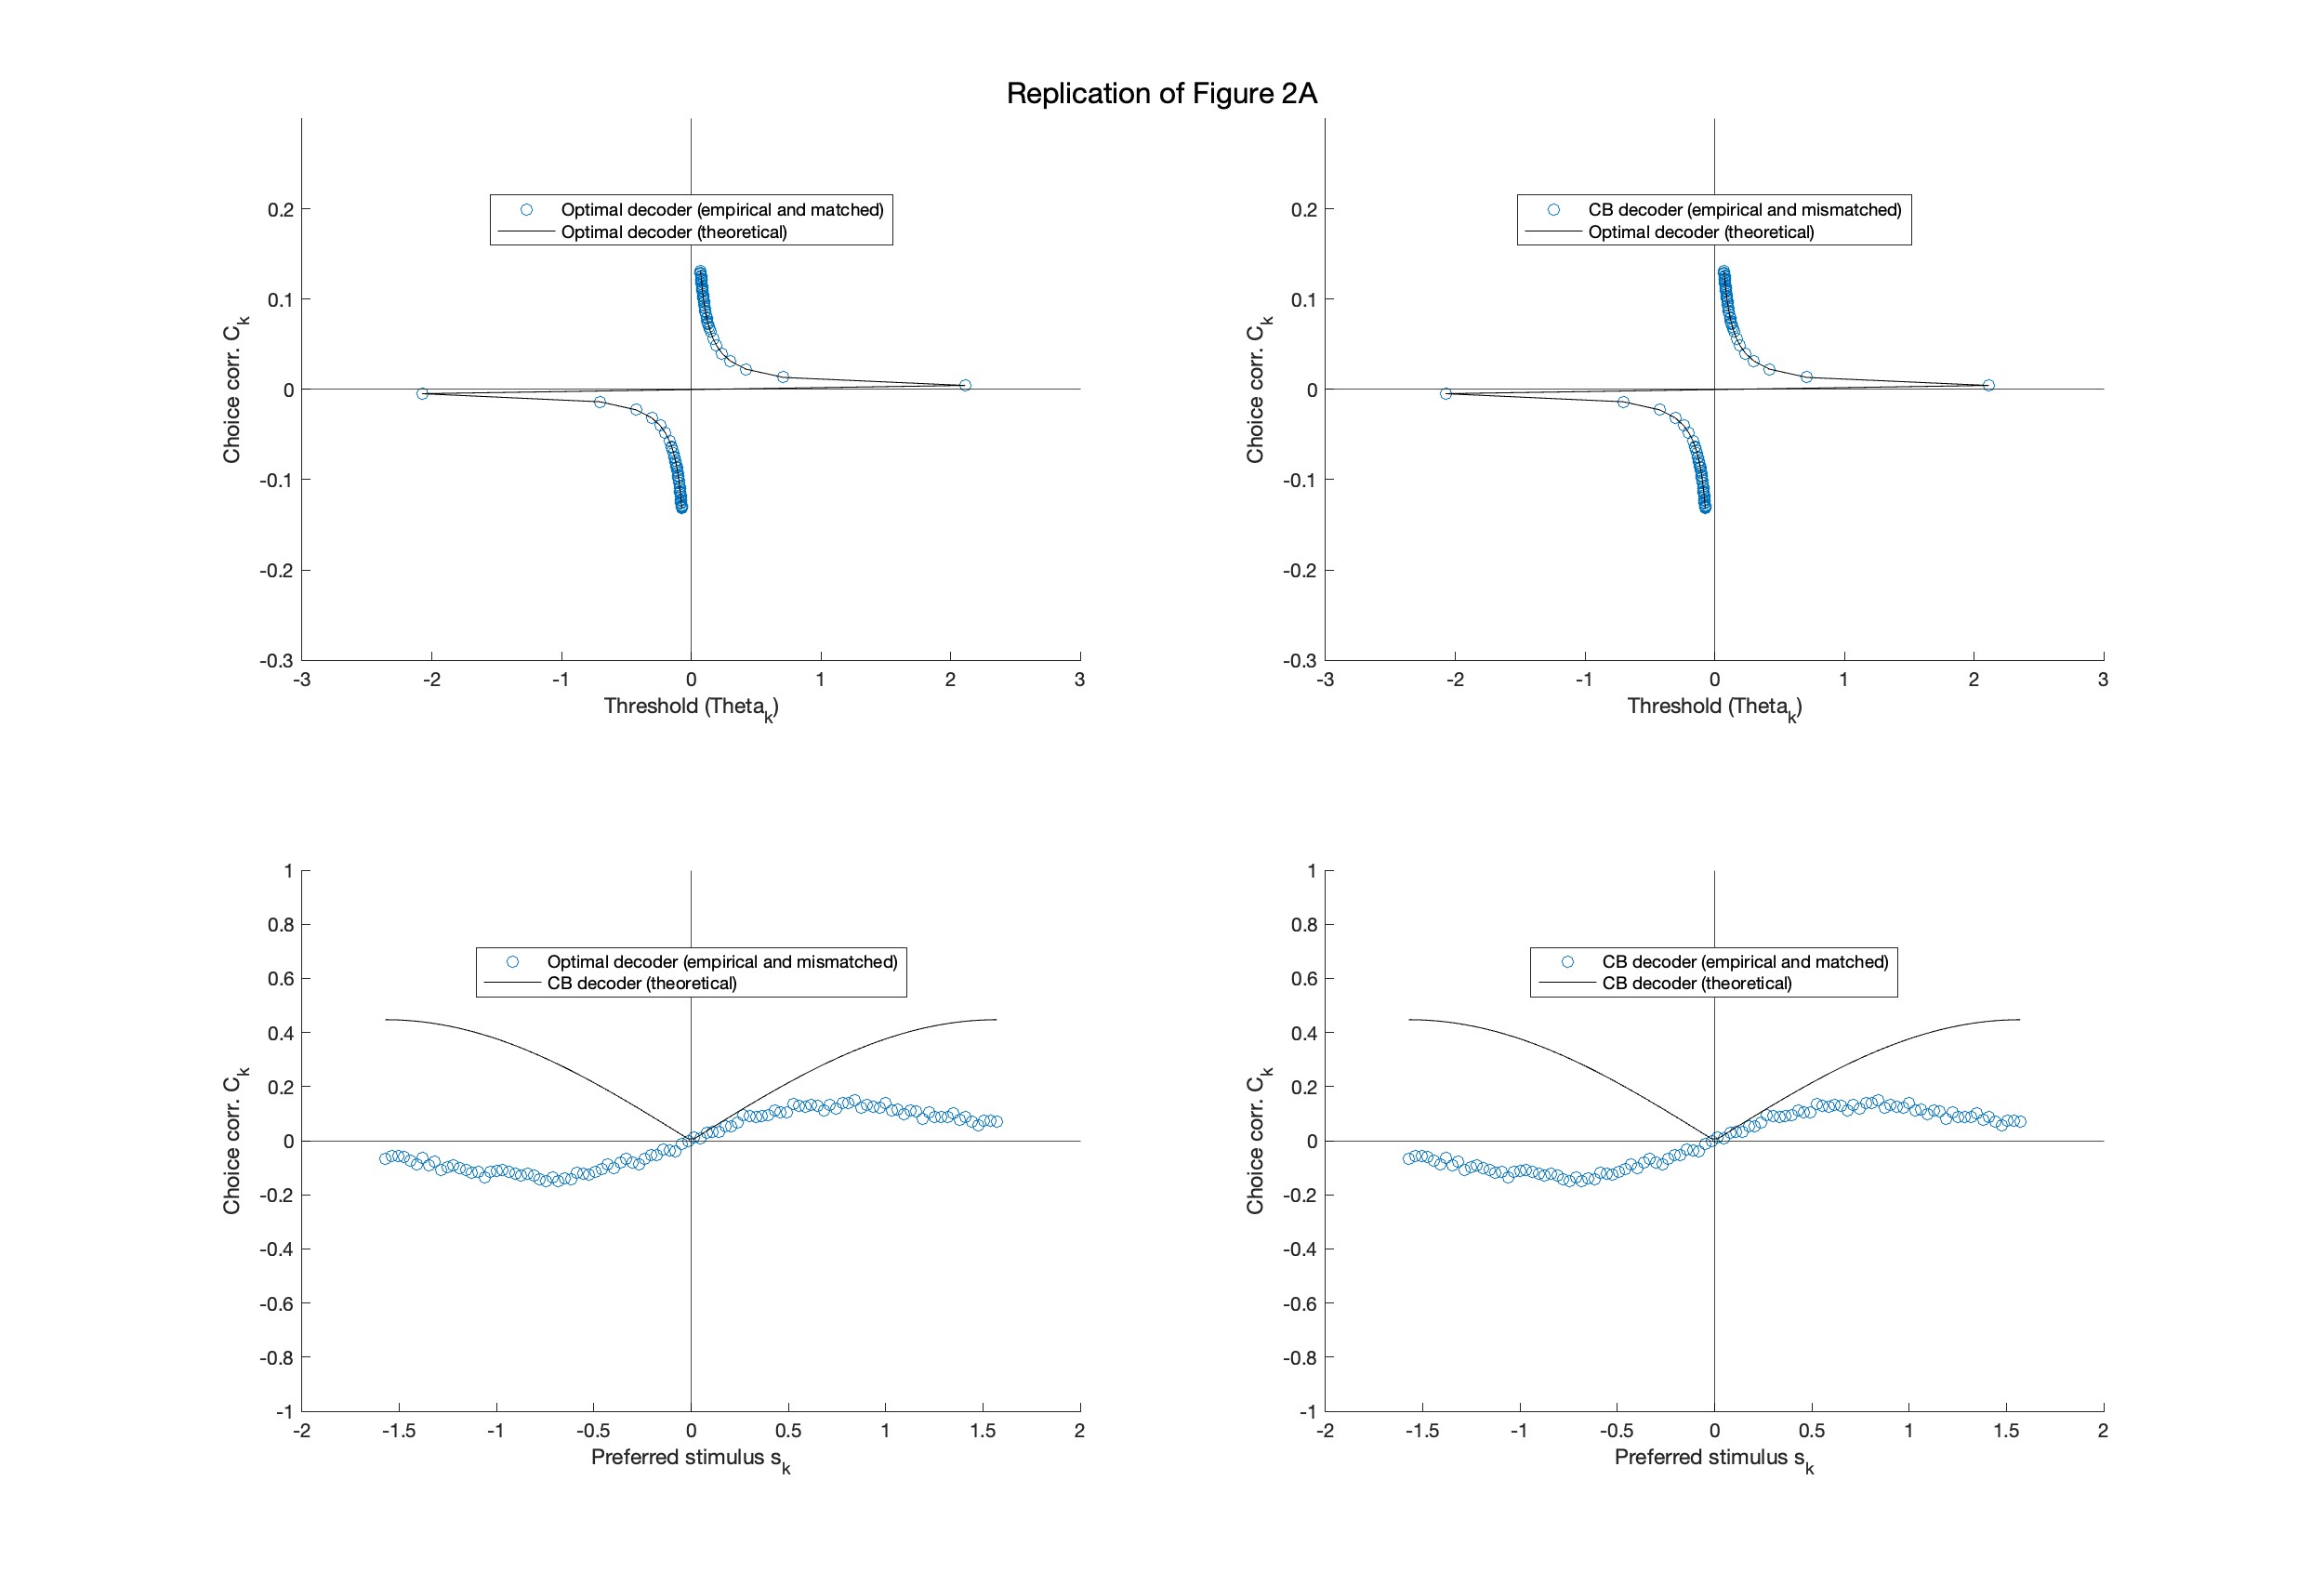 Replication of Figure 2A
Optimal decoder (empirical and matched)
Optimal decoder (theoretical)
Choice corr. C_k
0.2
0.1
0
-0.1
-0.2
-0.3
-3 -2 -1 0 1 2 3
Threshold (Theta_k)
CB decoder (empirical and mismatched)
Optimal decoder (theoretical)
Choice corr. C_k
0.2
0.1
0
-0.1
-0.2
-0.3
-3 -2 -1 0 1 2 3
Threshold (Theta_k)
Optimal decoder (empirical and mismatched)
CB decoder (theoretical)
Choice corr. C_k
1
0.8
0.6
0.4
0.2
0
-0.2
-0.4
-0.6
-0.8
-1
-2 -1.5 -1 -0.5 0 0.5 1 1.5 2
Preferred stimulus s_k
CB decoder (empirical and matched)
CB decoder (theoretical)
Choice corr. C_k
1
0.8
0.6
0.4
0.2
0
-0.2
-0.4
-0.6
-0.8
-1
-2 -1.5 -1 -0.5 0 0.5 1 1.5 2
Preferred stimulus s_k